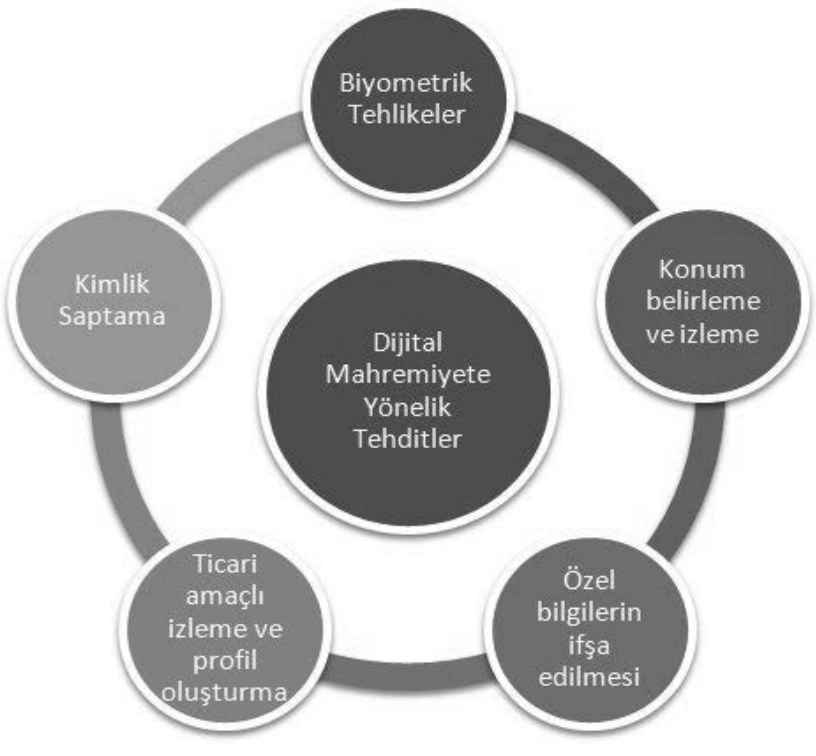 Biyometrik
Tehlikeler
Konum
belirleme
ve izleme
Özel
bilgilerin
ifşa
edilmesi
Ticari
amaçlı
izleme ve
profil
oluşturma
Kimlik
Saptama
Dijital
Mahremiyete
Yönelik
Tehditler